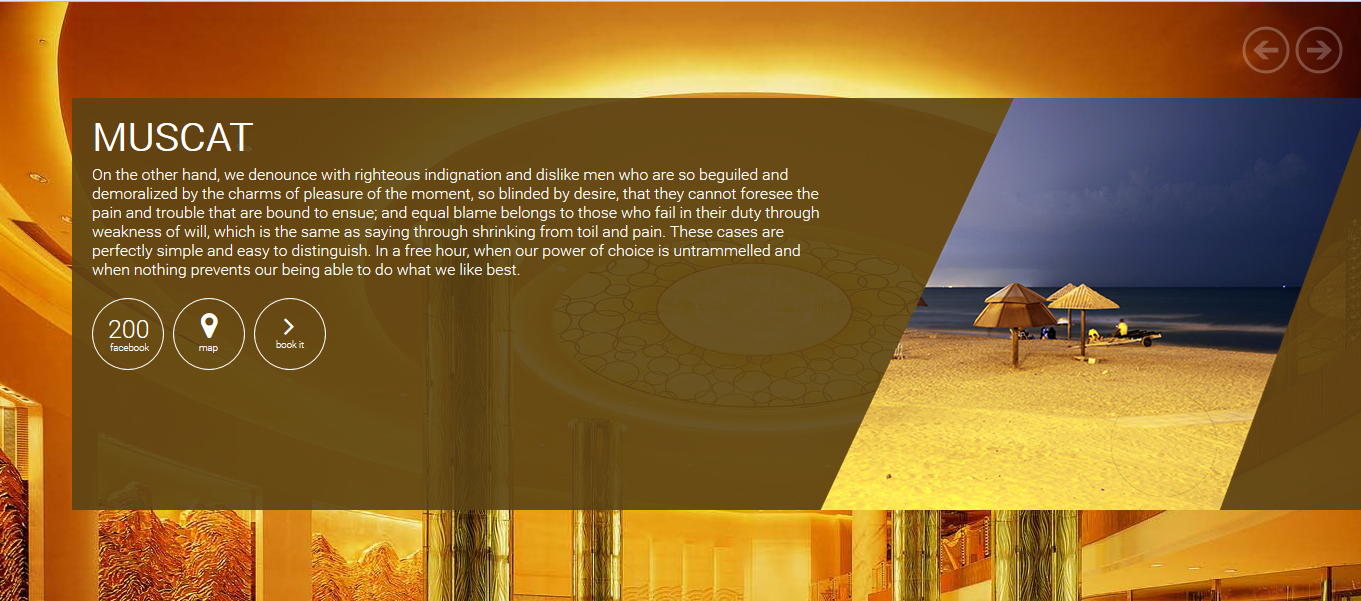 MUSCAT
On the other hand, we denounce with righteous indignation and dislike men who are so beguiled and
demoralized by the charms of pleasure of the moment, so blinded by desire, that they cannot foresee the
pain and trouble that are bound to ensue; and equal blame belongs to those who fail in their duty through
weakness of will, which is the same as saying through shrinking from toil and pain. These cases are
perfectly simple and easy to distinguish. In a free hour, when our power of choice is untrammelled and
when nothing prevents our being able to do what we like best.
200
facebook
map
book it